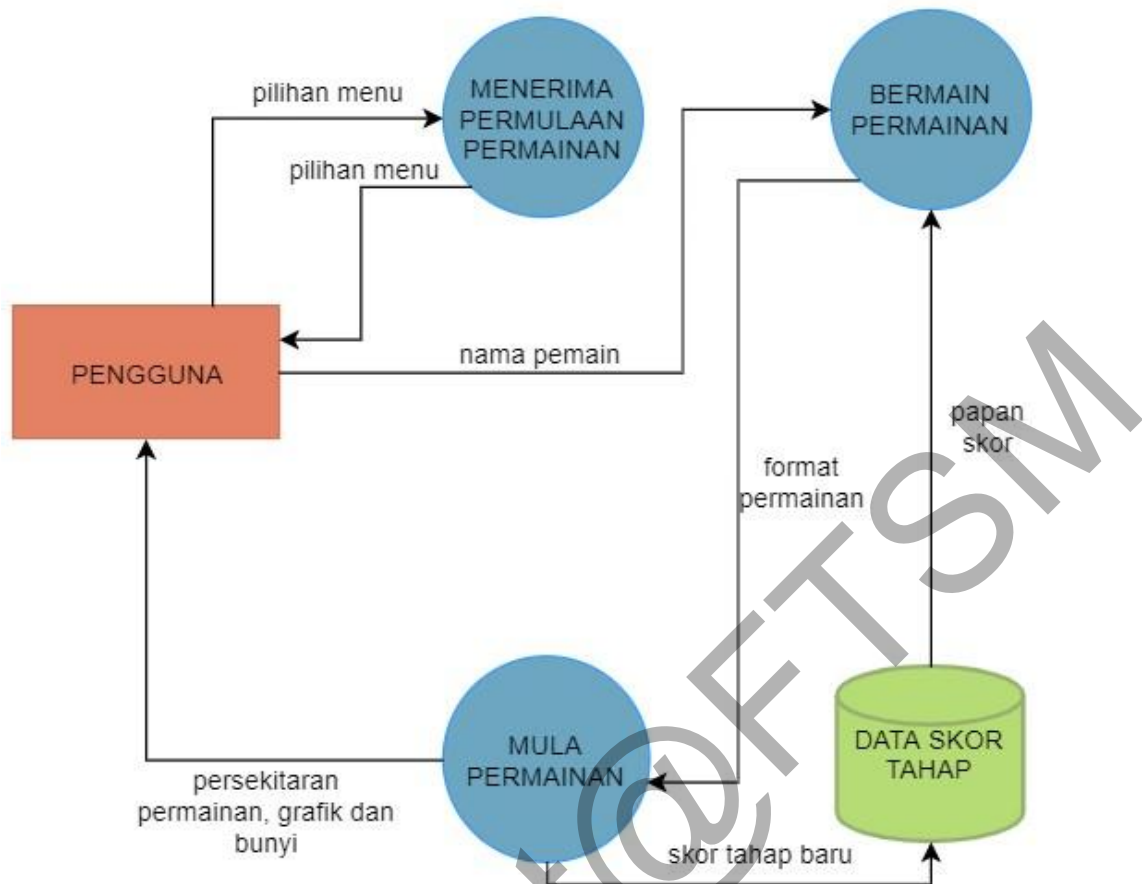 pilihan menu
MENERIMA
PERMULAAN
PERMAINAN
BERMAIN
PERMAINAN
pilihan menu
PENGGUNA
nama pemain
papan
skor
format
permainan
MULA
PERMAINAN
DATA SKOR
TAHAP
persekitaran
permainan, grafik dan
bunyi
skor tahap baru
@FTSM